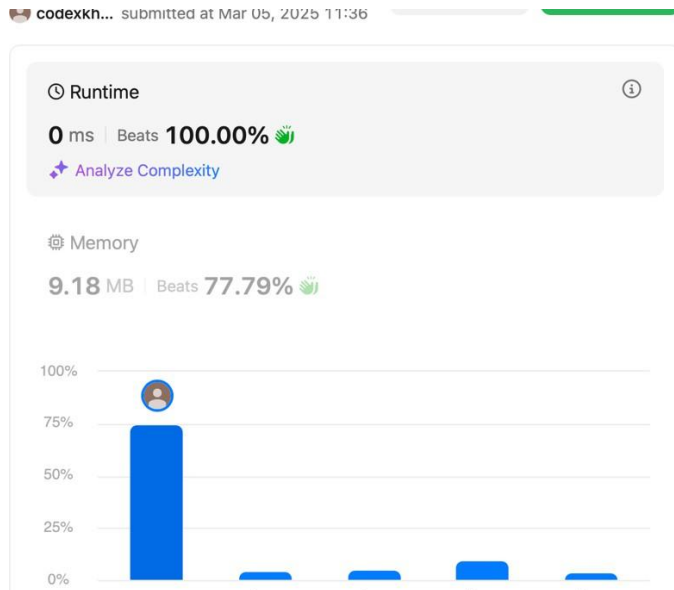 codexkh... submitted at Mar 05, 2025 11:36
Runtime
0 ms | Beats 100.00%
Analyze Complexity
Memory
9.18 MB | Beats 77.79%
100%
75%
50%
25%
0%